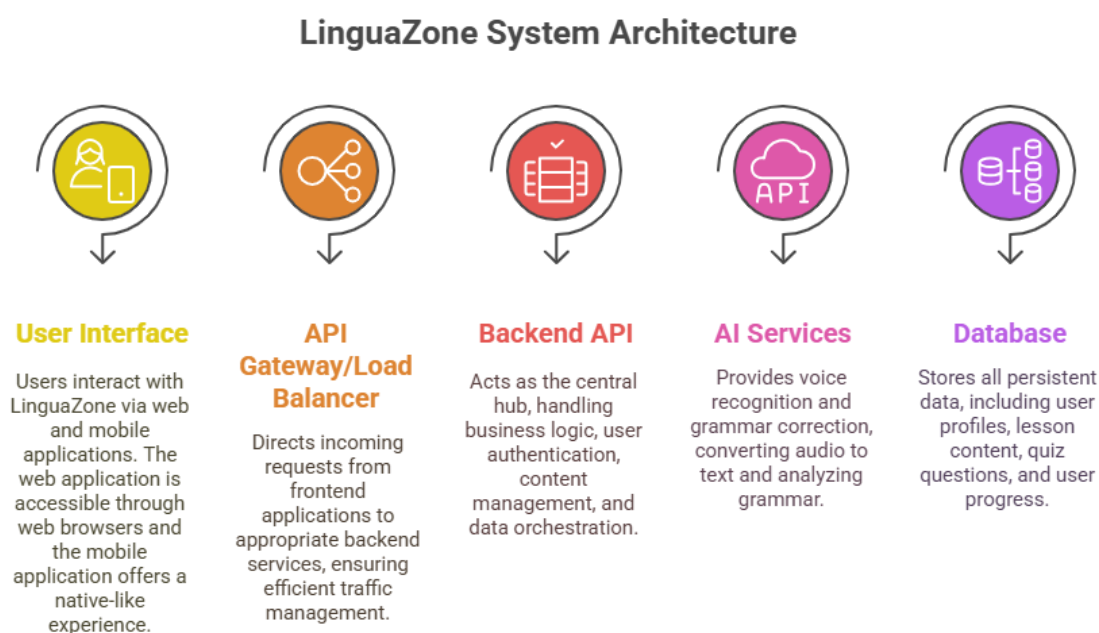 LinguaZone System Architecture
API
User Interface
Users interact with
LinguaZone via web
and mobile
applications. The
web application is
accessible through
web browsers and
the mobile
application offers a
native-like
experience.
API
Gateway/Load
Balancer
Directs incoming
requests from
frontend
applications to
appropriate backend
services, ensuring
efficient traffic
management.
Backend API
Acts as the central
hub, handling
business logic, user
authentication,
content
management, and
data orchestration.
AI Services
Provides voice
recognition and
grammar correction,
converting audio to
text and analyzing
grammar.
Database
Stores all persistent
data, including user
profiles, lesson
content, quiz
questions, and user
progress.